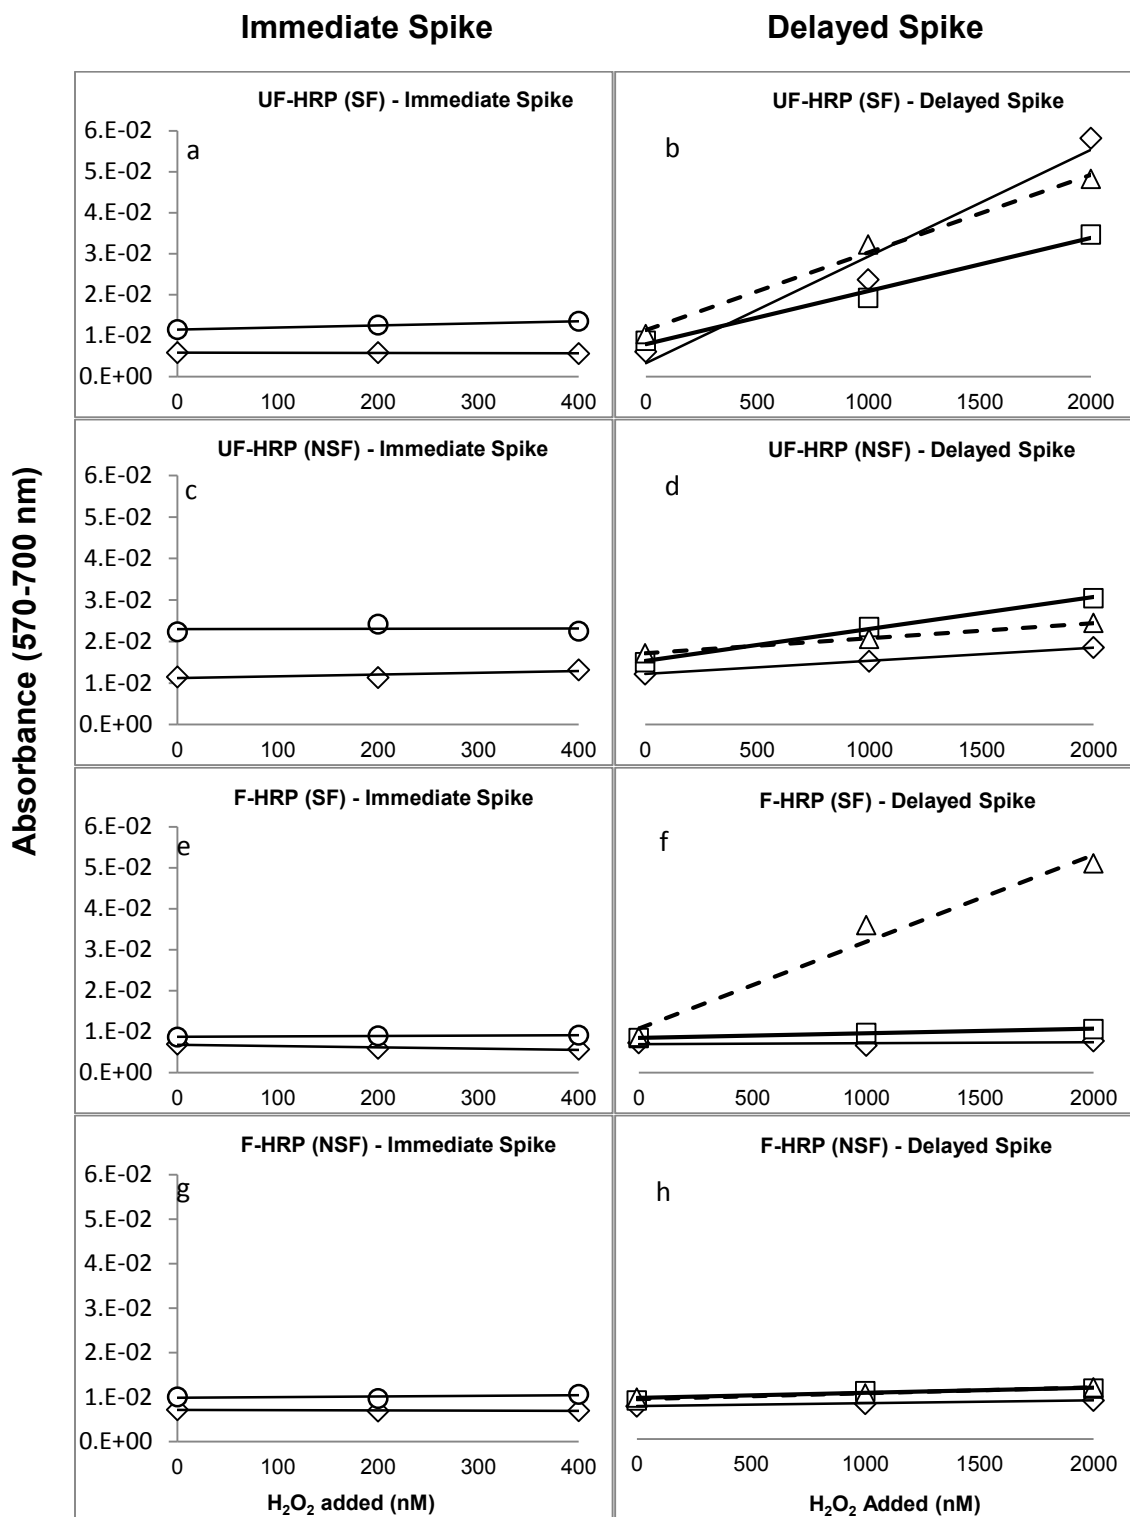 Immediate Spike
Delayed Spike
Absorbance (570-700 nm)
UF-HRP (SF) - Immediate Spike
a
6.E-02
5.E-02
4.E-02
3.E-02
2.E-02
1.E-02
0.E+00
0 100 200 300 400
UF-HRP (SF) - Delayed Spike
b
0 500 1000 1500 2000
UF-HRP (NSF) - Immediate Spike
c
6.E-02
5.E-02
4.E-02
3.E-02
2.E-02
1.E-02
0.E+00
0 100 200 300 400
UF-HRP (NSF) - Delayed Spike
d
0 500 1000 1500 2000
F-HRP (SF) - Immediate Spike
e
6.E-02
5.E-02
4.E-02
3.E-02
2.E-02
1.E-02
0.E+00
0 100 200 300 400
F-HRP (SF) - Delayed Spike
f
0 500 1000 1500 2000
F-HRP (NSF) - Immediate Spike
g
6.E-02
5.E-02
4.E-02
3.E-02
2.E-02
1.E-02
0.E+00
0 100 200 300 400
H₂O₂ added (nM)
F-HRP (NSF) - Delayed Spike
h
0 500 1000 1500 2000
H₂O₂ Added (nM)